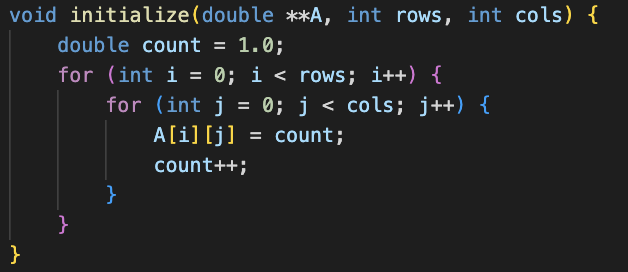 void initialize(double **A, int rows, int cols) {
    double count = 1.0;
    for (int i = 0; i < rows; i++) {
        for (int j = 0; j < cols; j++) {
            A[i][j] = count;
            count++;
        }
    }
}